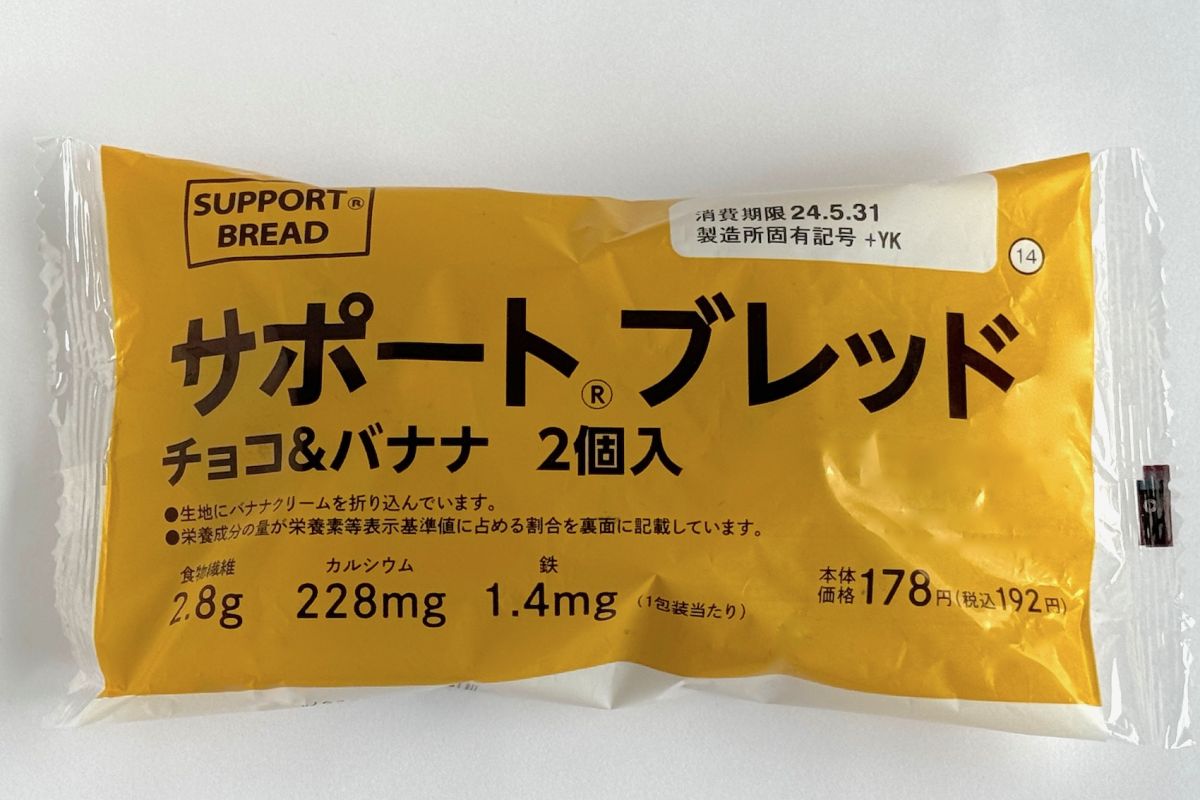 SUPPORT®
BREAD
消費期限 24.5.31
製造所固有記号 +YK
14
サポート®ブレッド
チョコ&バナナ 2個入
●生地にバナナクリームを折り込んでいます。
●栄養成分の量が栄養素等表示基準値に占める割合を裏面に記載しています。
食物繊維 カルシウム 鉄
2.8g 228mg 1.4mg (1包装当たり)
本体価格 178円(税込192円)